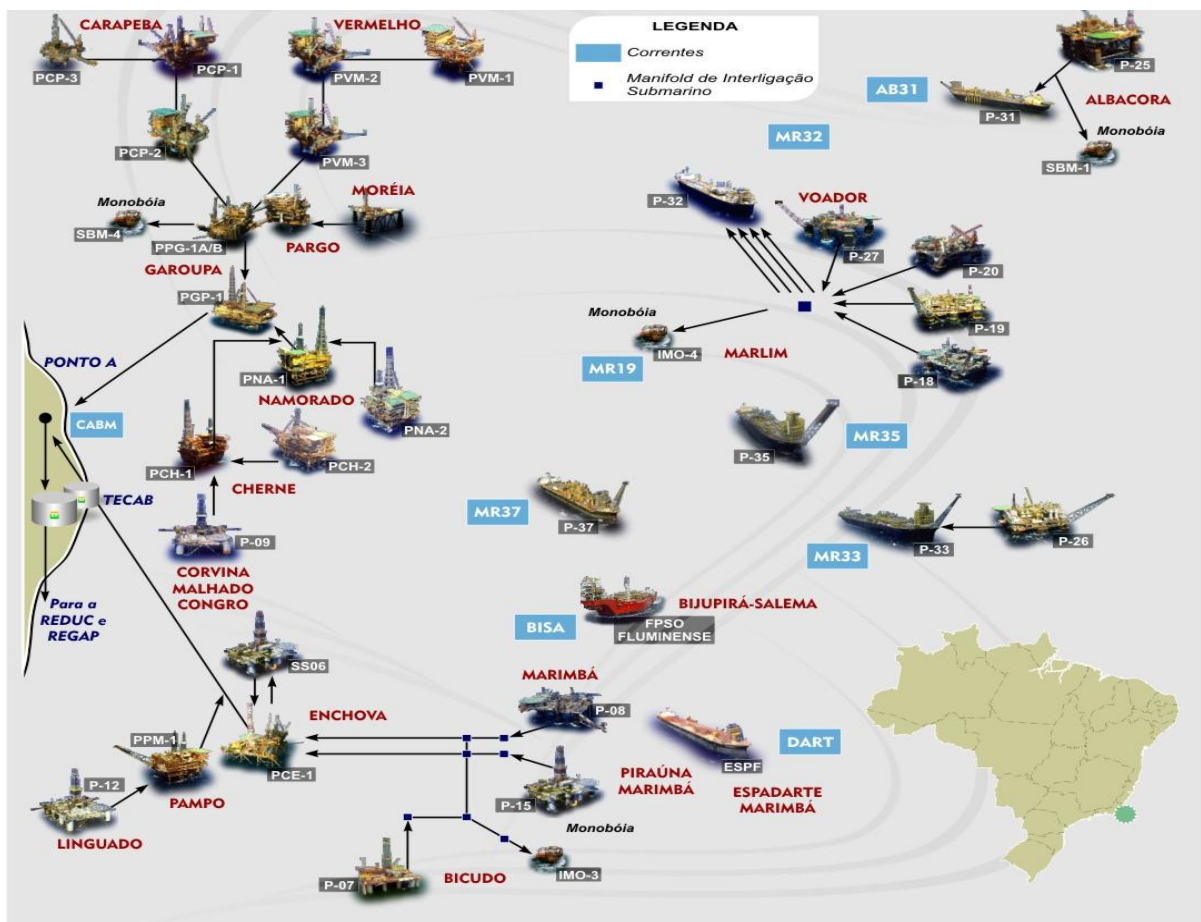 CARAPEBA
VERMELHO
PCP-3
PCP-1
PVM-2
PVM-1
PCP-2
PVM-3
LEGENDA
Correntes
Manifold de Interligação
Submarino
P-25
AB31
P-31
ALBACORA
Monobóia
SBM-1
MR32
P-32
VOADOR
P-27
P-20
P-19
P-18
Monobóia
IMO-4
MARLIM
MR19
MORÉIA
Monobóia
SBM-4
PPG-1A/B
PARGO
GAROUPA
PGP-1
PONTO A
PNA-1
NAMORADO
PNA-2
CABM
PCH-1
PCH-2
CHERNE
TECAB
P-09
CORVINA
MALHADO
CONGRO
Para a
REDUC e
REGAP
P-35
MR35
MR37
P-37
P-33
P-26
MR33
BIJUPIRÁ-SALEMA
FPSO
FLUMINENSE
BISA
SS06
ENCHOVA
PCE-1
PPM-1
PAMPO
P-12
LINGUADO
MARIMBÁ
P-08
P-15
PIRAÚNA
MARIMBÁ
ESPF
DART
ESPADARTE
MARIMBÁ
Monobóia
IMO-3
P-07
BICUDO